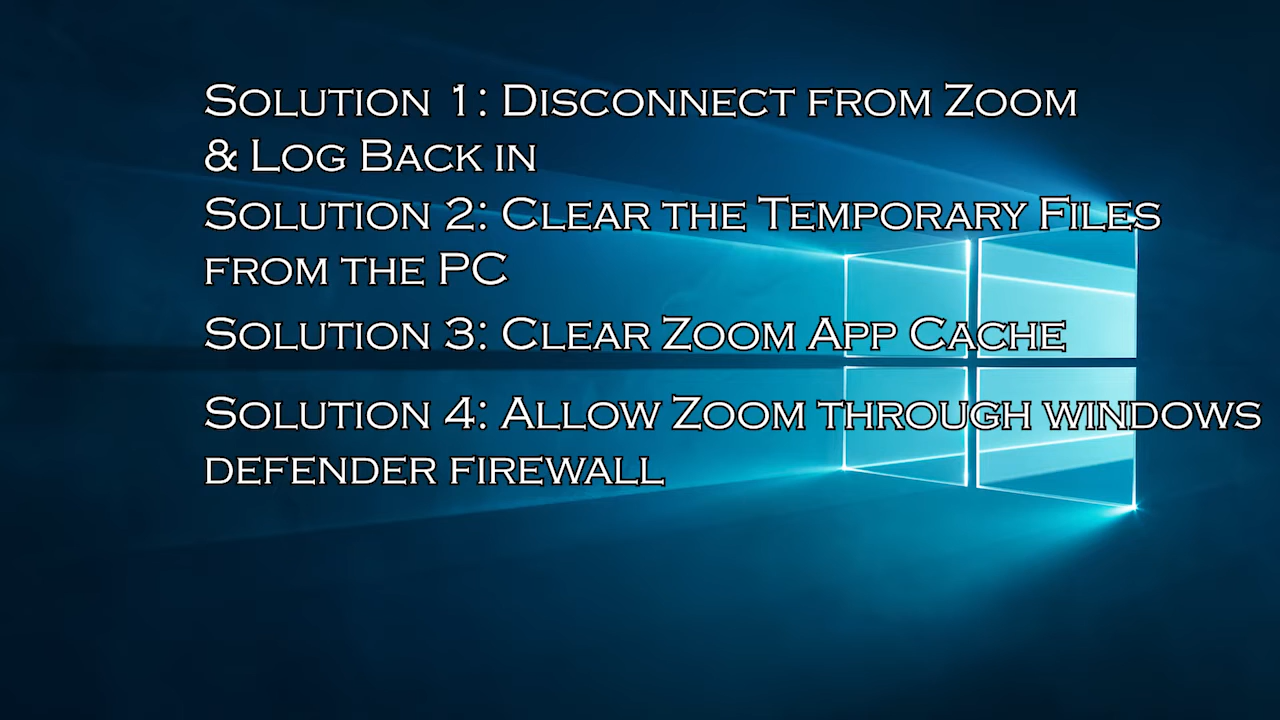 Solution 1: Disconnect from Zoom
& Log Back in
Solution 2: Clear the Temporary Files
from the PC
Solution 3: Clear Zoom App Cache
Solution 4: Allow Zoom through windows
defender firewall